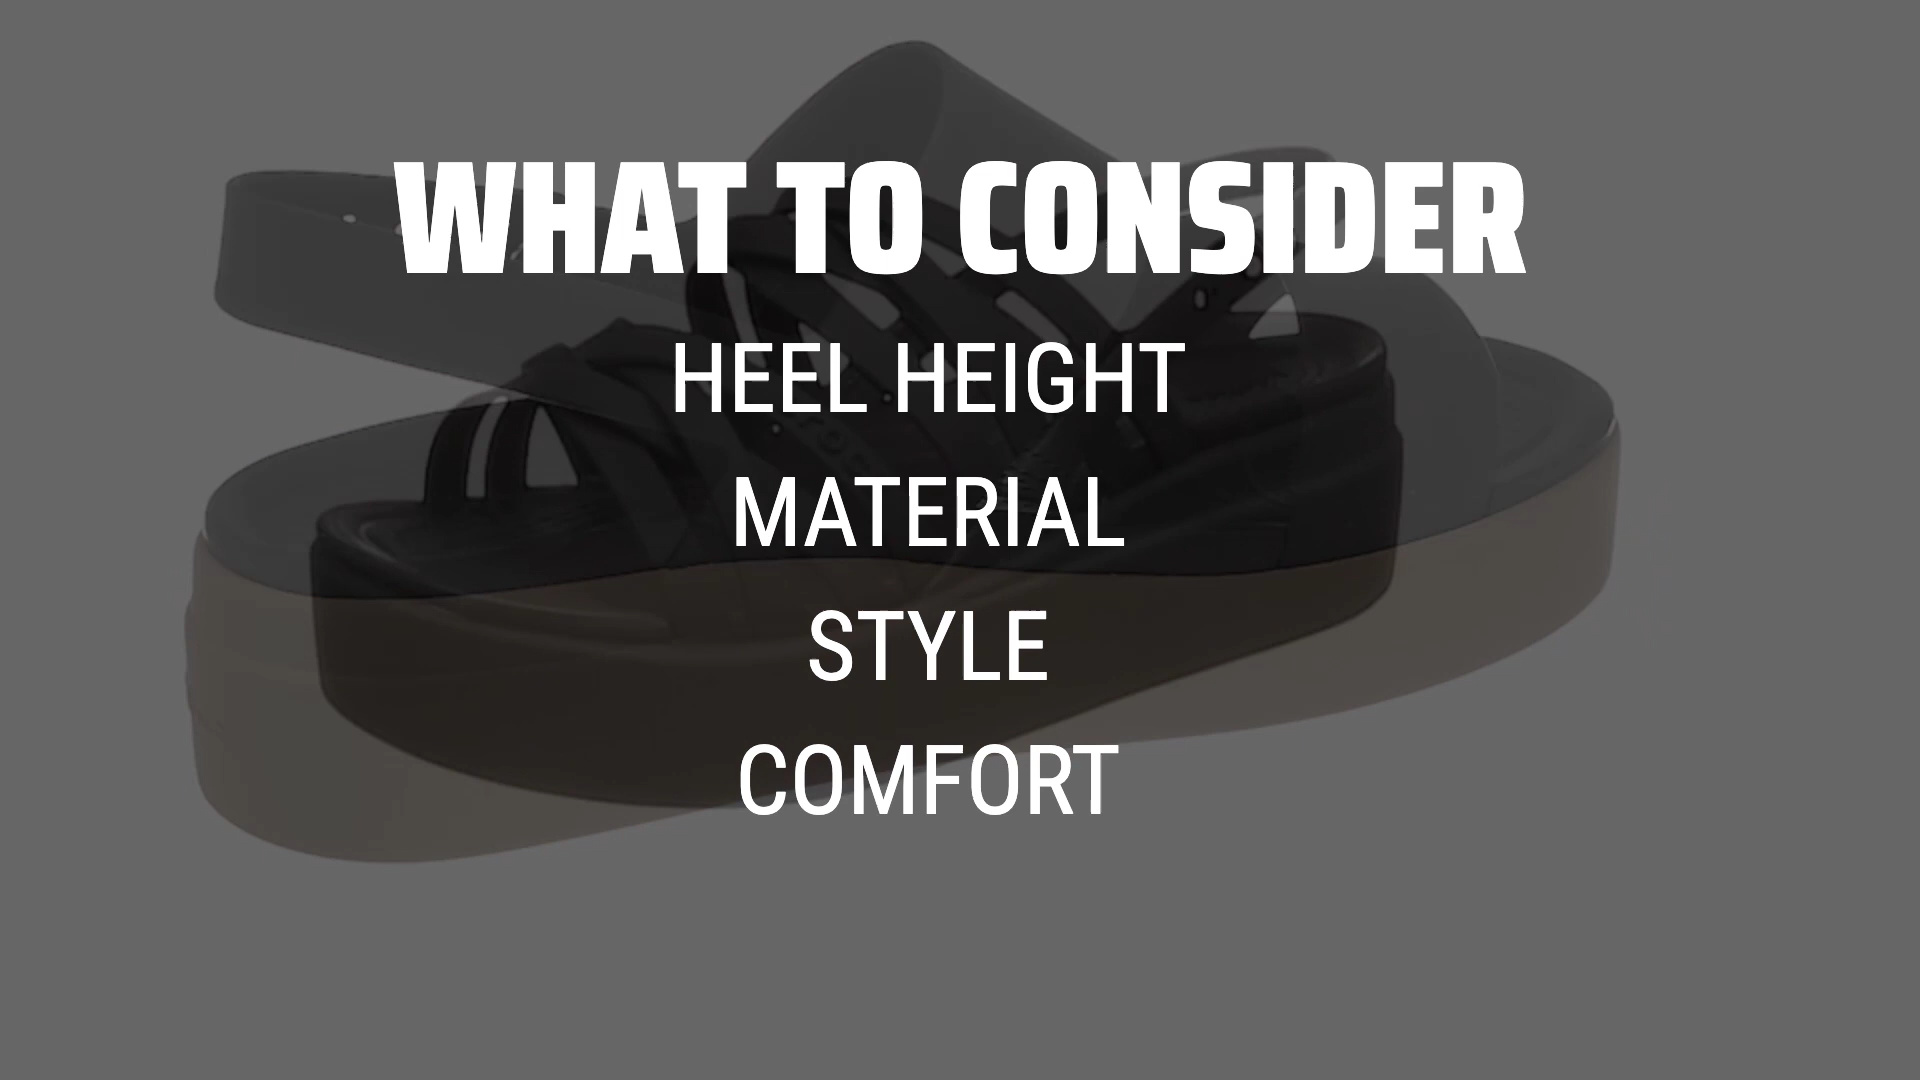 WHAT TO CONSIDER
HEEL HEIGHT
MATERIAL
STYLE
COMFORT